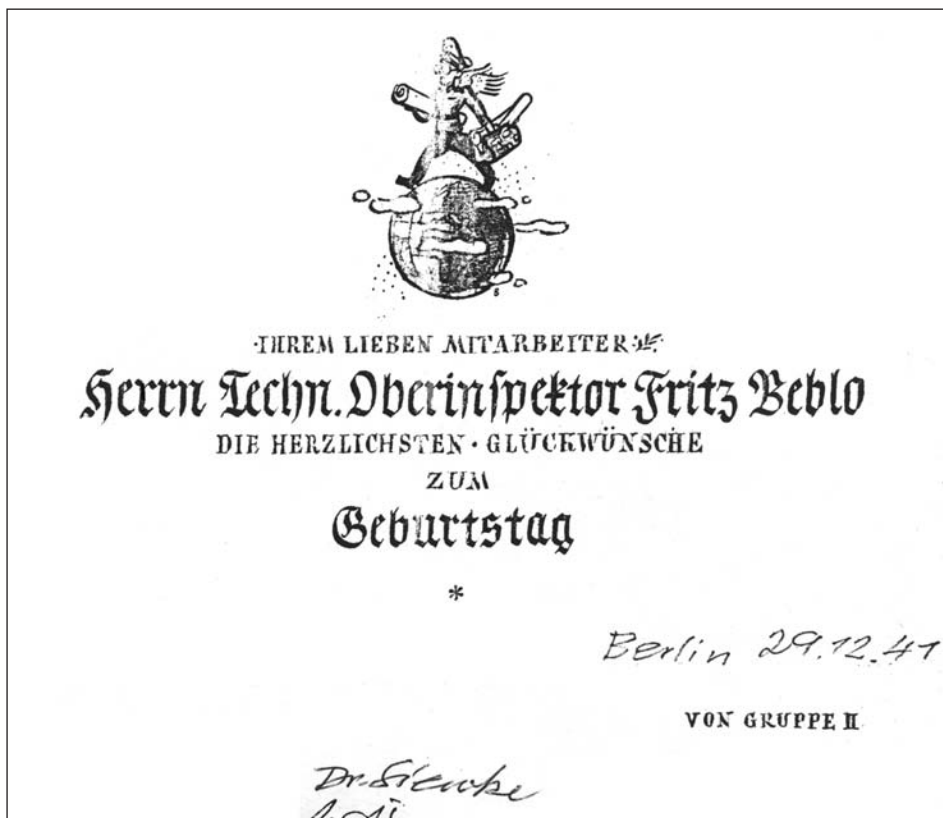 ·IHREM LIEBEN MITARBEITER·
Herrn Techn. Oberinspektor Fritz Beblo
DIE HERZLICHSTEN · GLÜCKWÜNSCHE
ZUM
Geburtstag
*
Berlin 29.12.41
VON GRUPPE II
Dr.